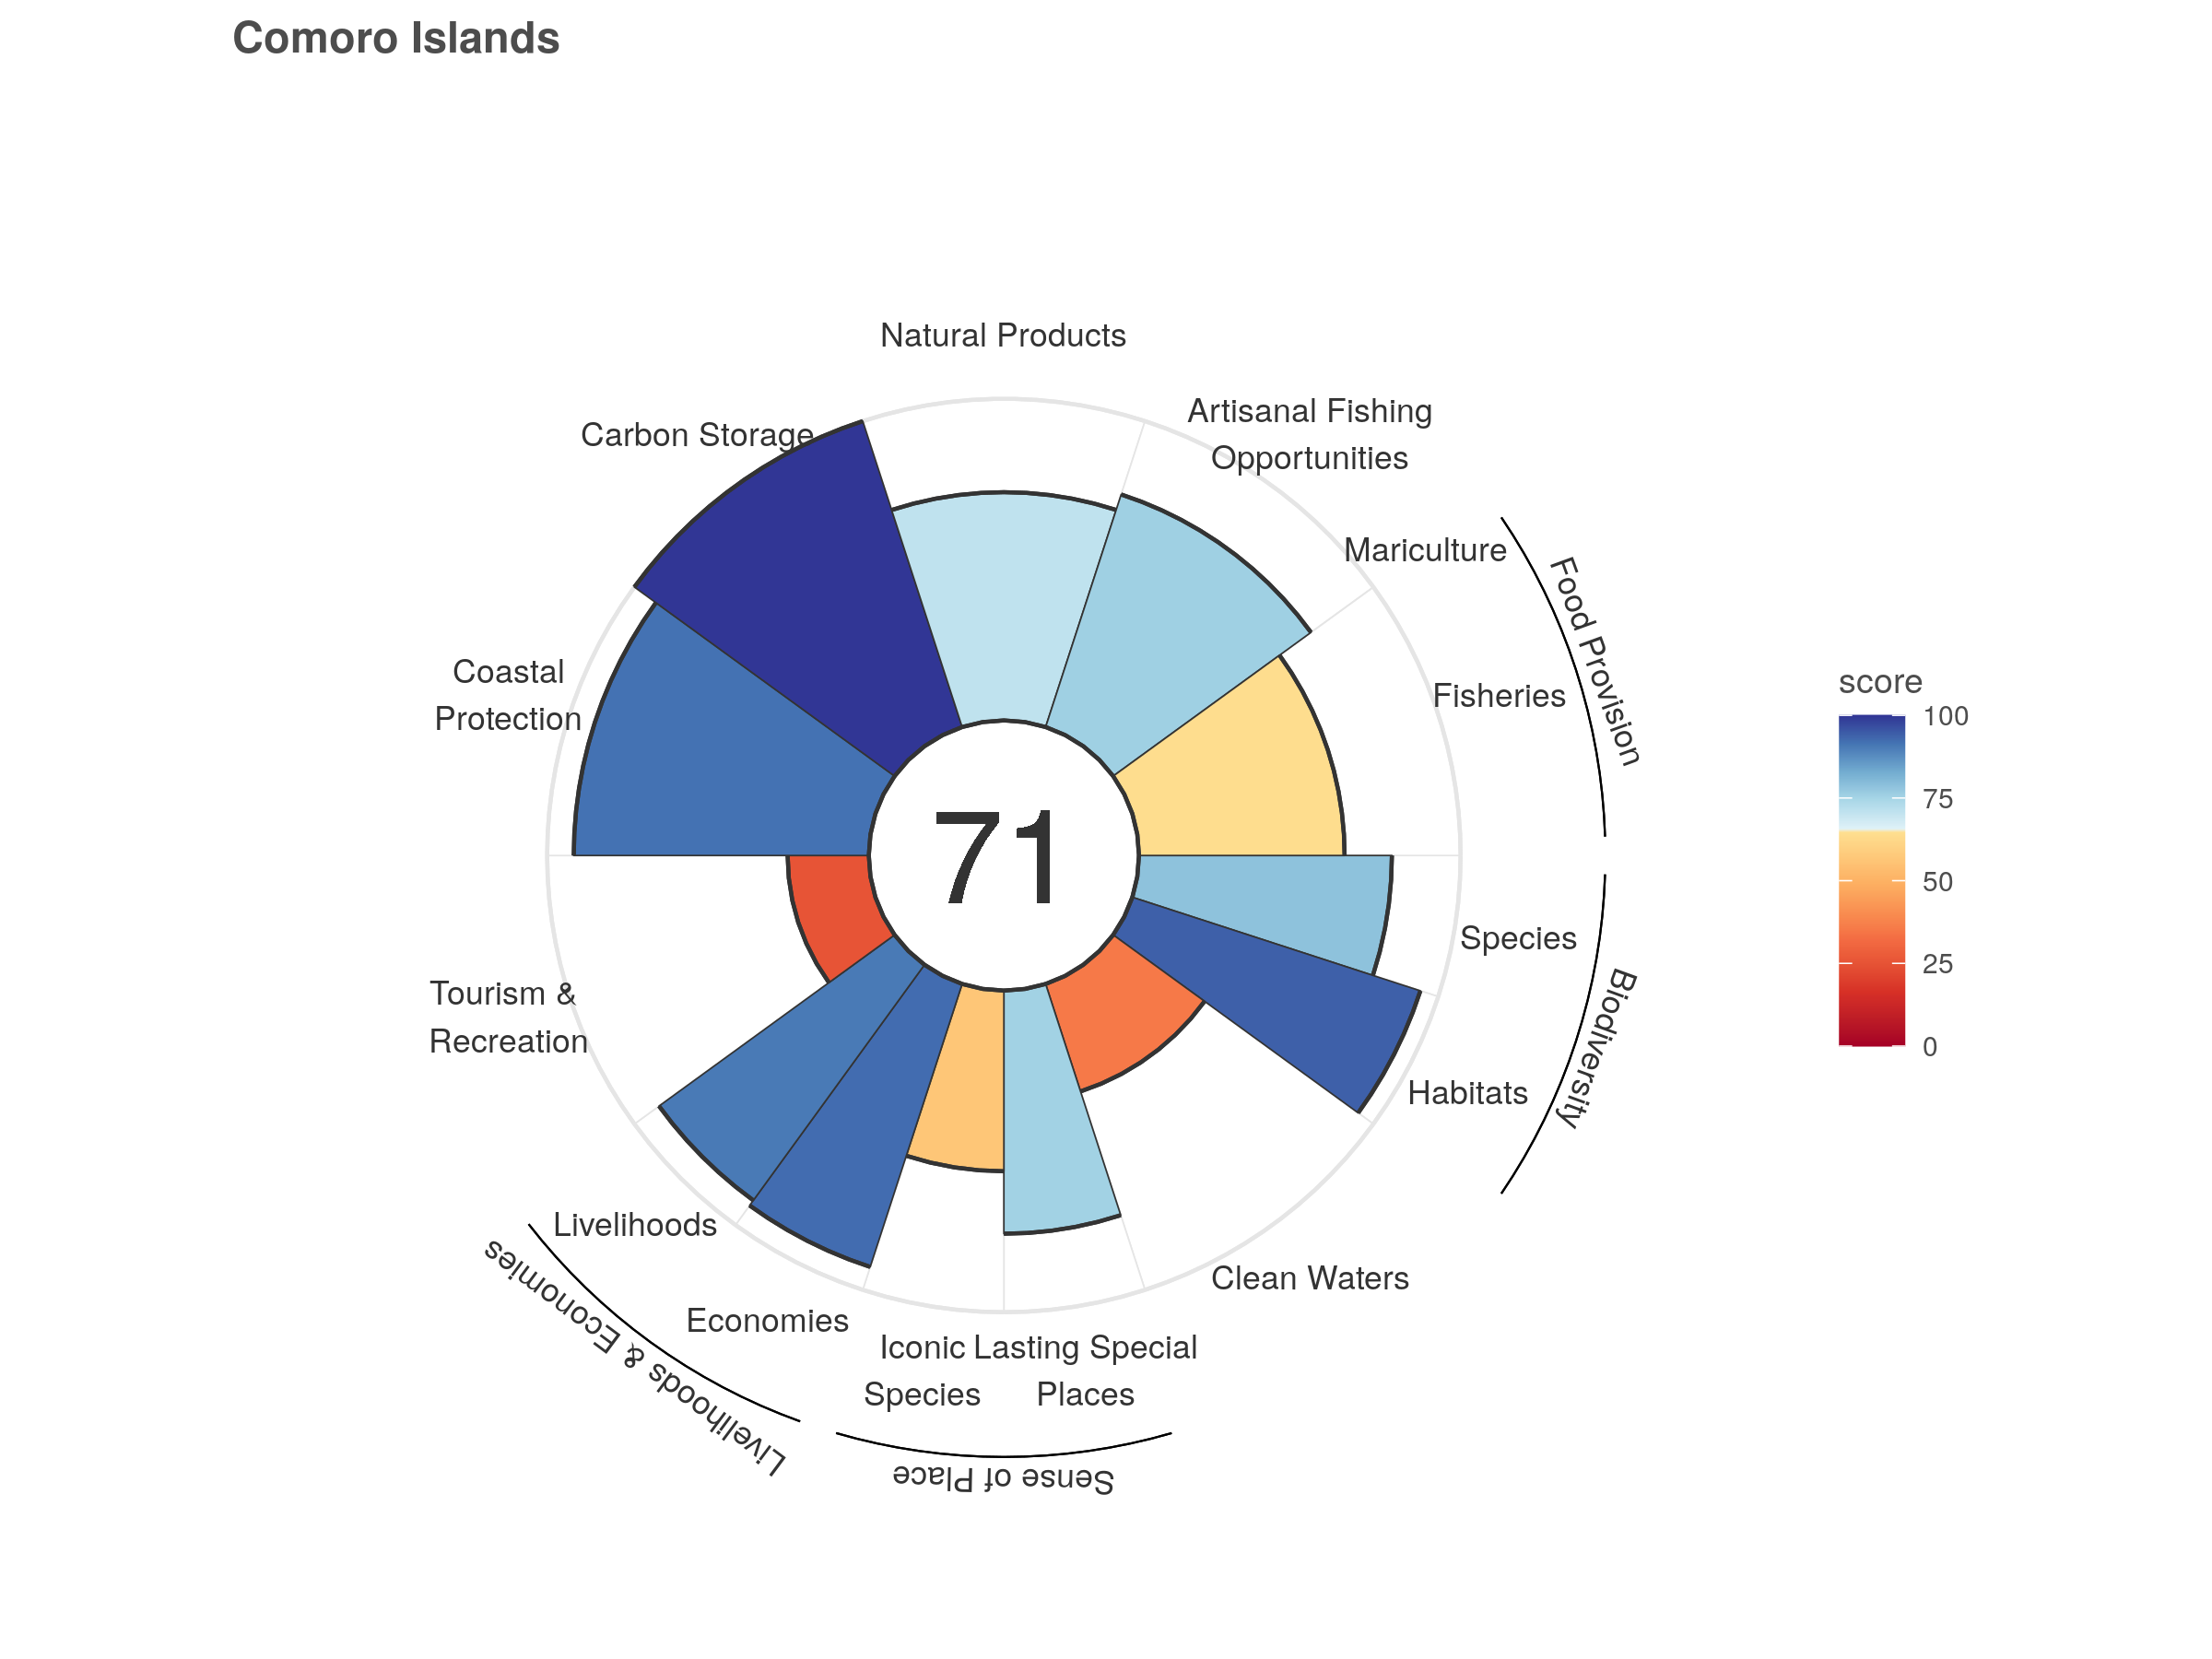 Comoro Islands
Natural Products
Artisanal Fishing
Opportunities
Carbon Storage
Mariculture
Food Provision
Fisheries
Coastal
Protection
71
Species
Biodiversity
Habitats
Tourism &
Recreation
Livelihoods
Livelihoods & Economies
Economies
Clean Waters
Iconic
Species
Lasting Special
Places
Sense of Place
score
100
75
50
25
0